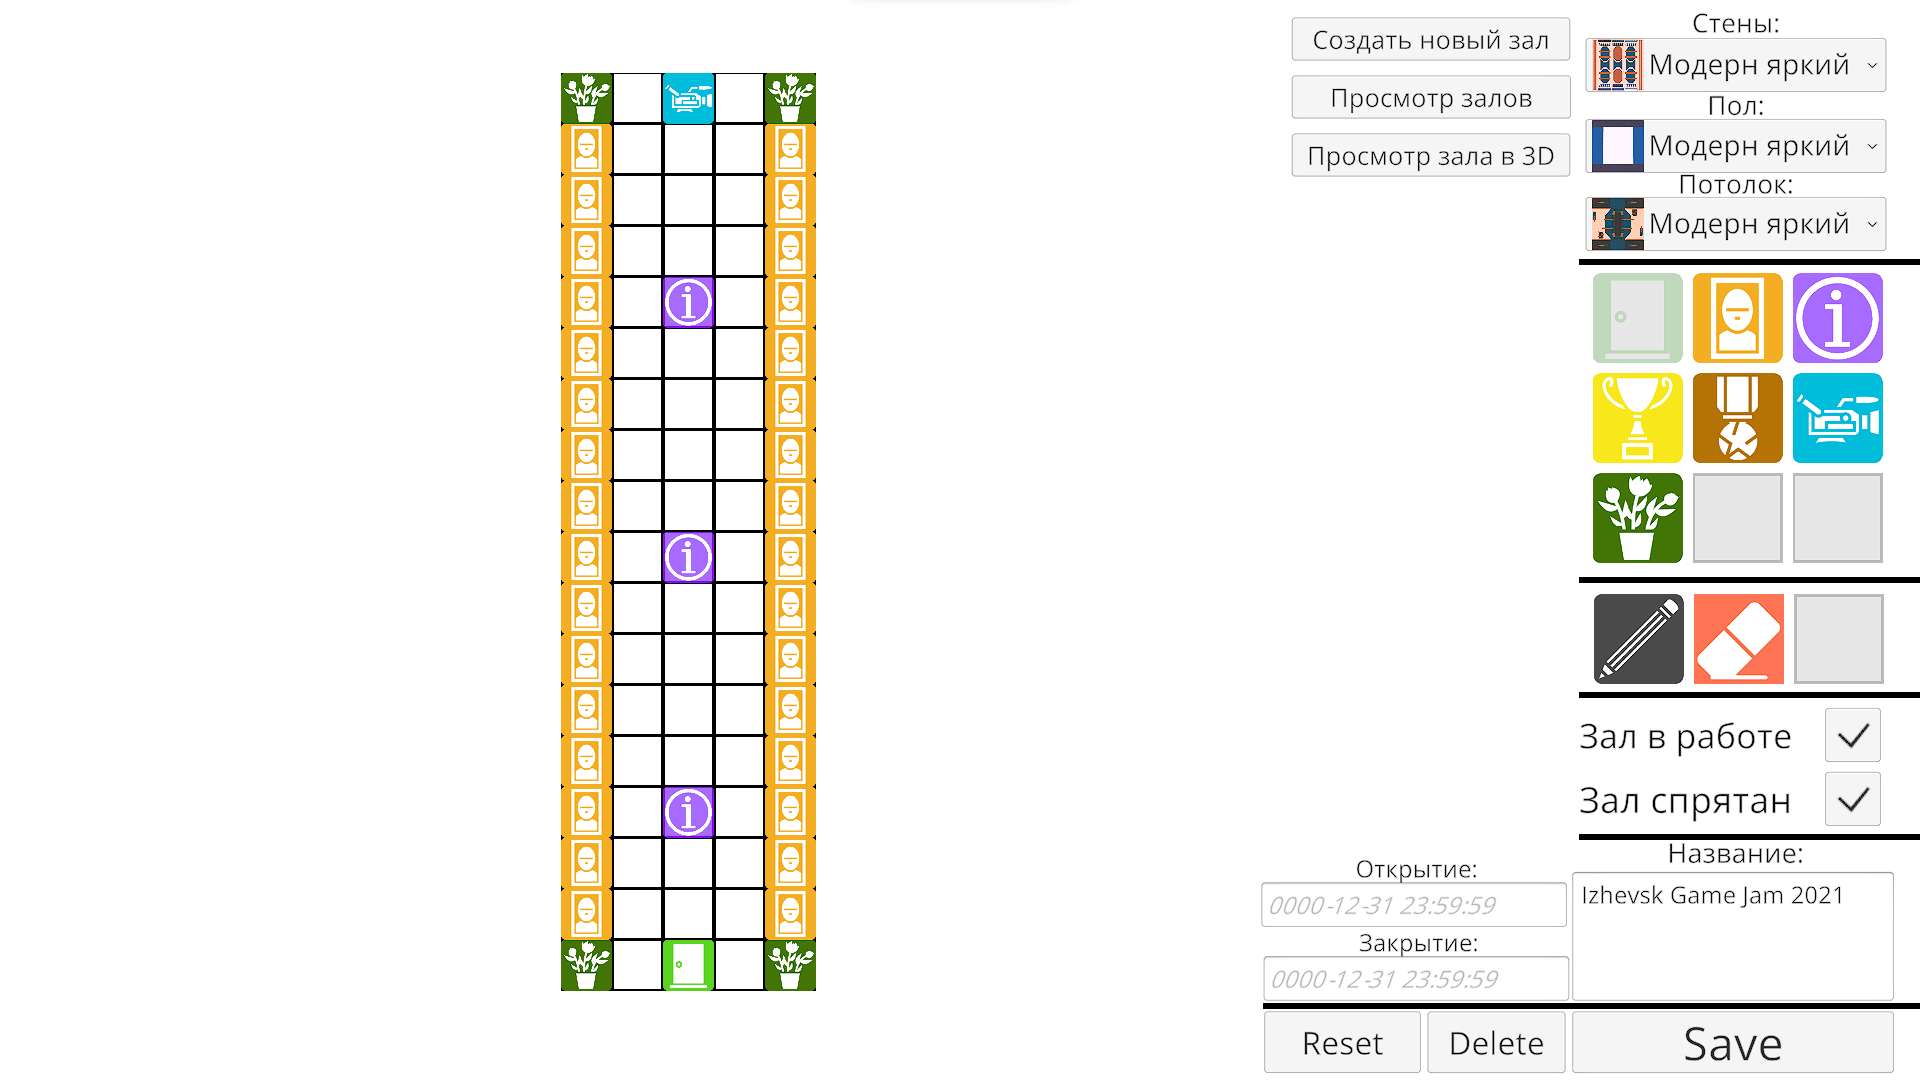 Создать новый зал
Просмотр залов
Просмотр зала в 3D
Стены:
Модерн яркий
Пол:
Модерн яркий
Потолок:
Модерн яркий
Зал в работе
Зал спрятан
Название:
Izhevsk Game Jam 2021
Открытие:
0000-12-31 23:59:59
Закрытие:
0000-12-31 23:59:59
Reset
Delete
Save